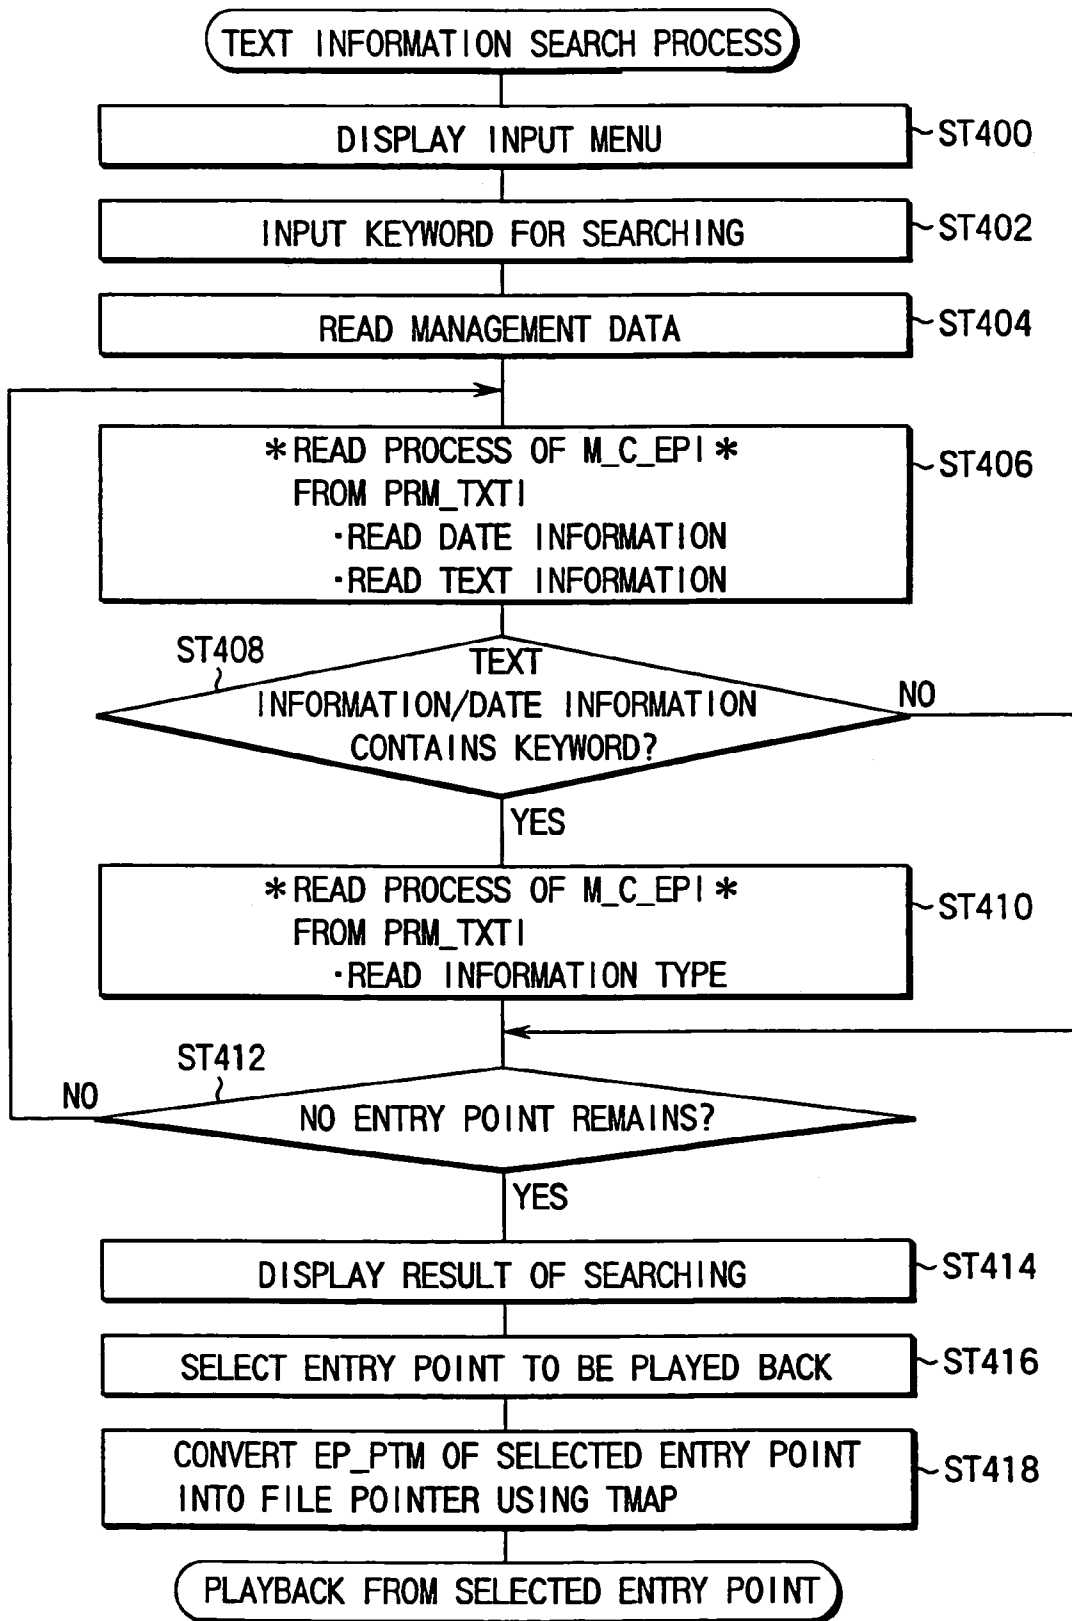 TEXT INFORMATION SEARCH PROCESS
DISPLAY INPUT MENU
ST400
INPUT KEYWORD FOR SEARCHING
ST402
READ MANAGEMENT DATA
ST404
*READ PROCESS OF M_C_EPI*
FROM PRM_TXTI
·READ DATE INFORMATION
·READ TEXT INFORMATION
ST406
ST408
TEXT
INFORMATION/DATE INFORMATION
CONTAINS KEYWORD?
NO
YES
*READ PROCESS OF M_C_EPI*
FROM PRM_TXTI
·READ INFORMATION TYPE
ST410
ST412
NO
NO ENTRY POINT REMAINS?
YES
DISPLAY RESULT OF SEARCHING
ST414
SELECT ENTRY POINT TO BE PLAYED BACK
ST416
CONVERT EP_PTM OF SELECTED ENTRY POINT
INTO FILE POINTER USING TMAP
ST418
PLAYBACK FROM SELECTED ENTRY POINT